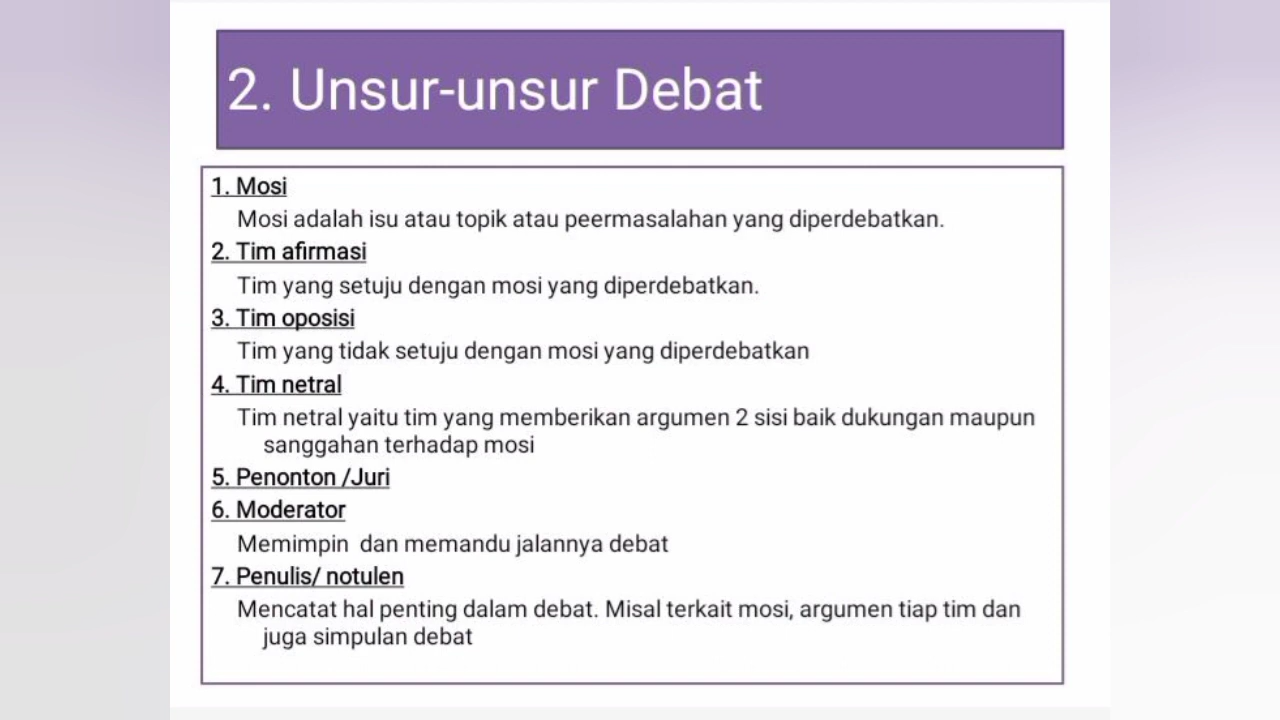 2. Unsur-unsur Debat
1. Mosi
Mosi adalah isu atau topik atau peermasalahan yang diperdebatkan.
2. Tim afirmasi
Tim yang setuju dengan mosi yang diperdebatkan.
3. Tim oposisi
Tim yang tidak setuju dengan mosi yang diperdebatkan
4. Tim netral
Tim netral yaitu tim yang memberikan argumen 2 sisi baik dukungan maupun
sanggahan terhadap mosi
5. Penonton /Juri
6. Moderator
Memimpin  dan memandu jalannya debat
7. Penulis/ notulen
Mencatat hal penting dalam debat. Misal terkait mosi, argumen tiap tim dan
juga simpulan debat